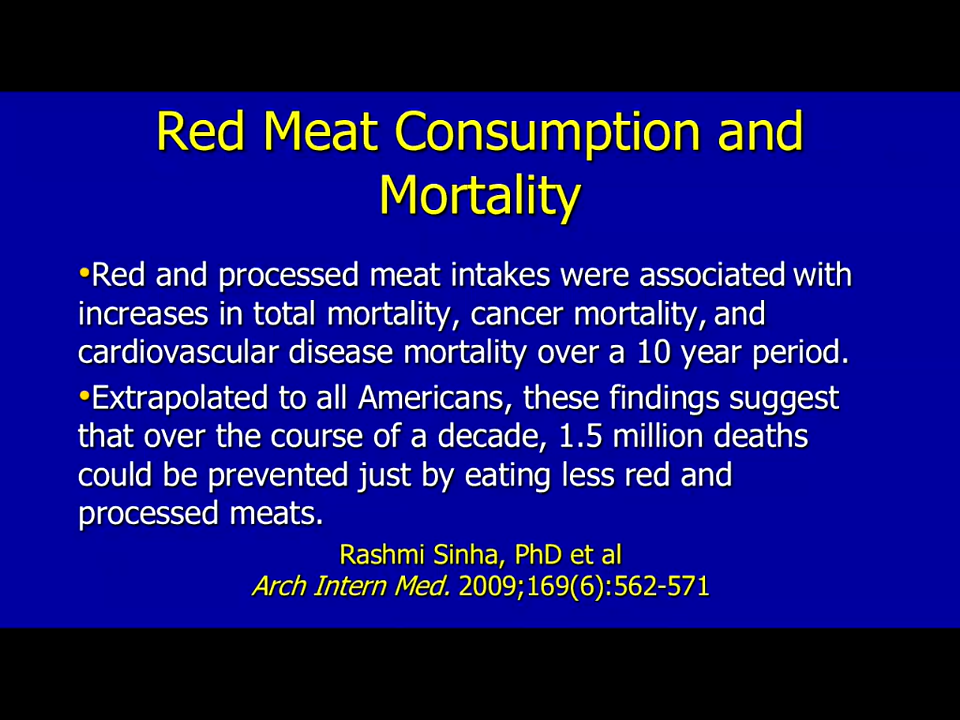 Red Meat Consumption and
Mortality
•Red and processed meat intakes were associated with
increases in total mortality, cancer mortality, and
cardiovascular disease mortality over a 10 year period.
•Extrapolated to all Americans, these findings suggest
that over the course of a decade, 1.5 million deaths
could be prevented just by eating less red and
processed meats.
Rashmi Sinha, PhD et al
Arch Intern Med. 2009;169(6):562-571